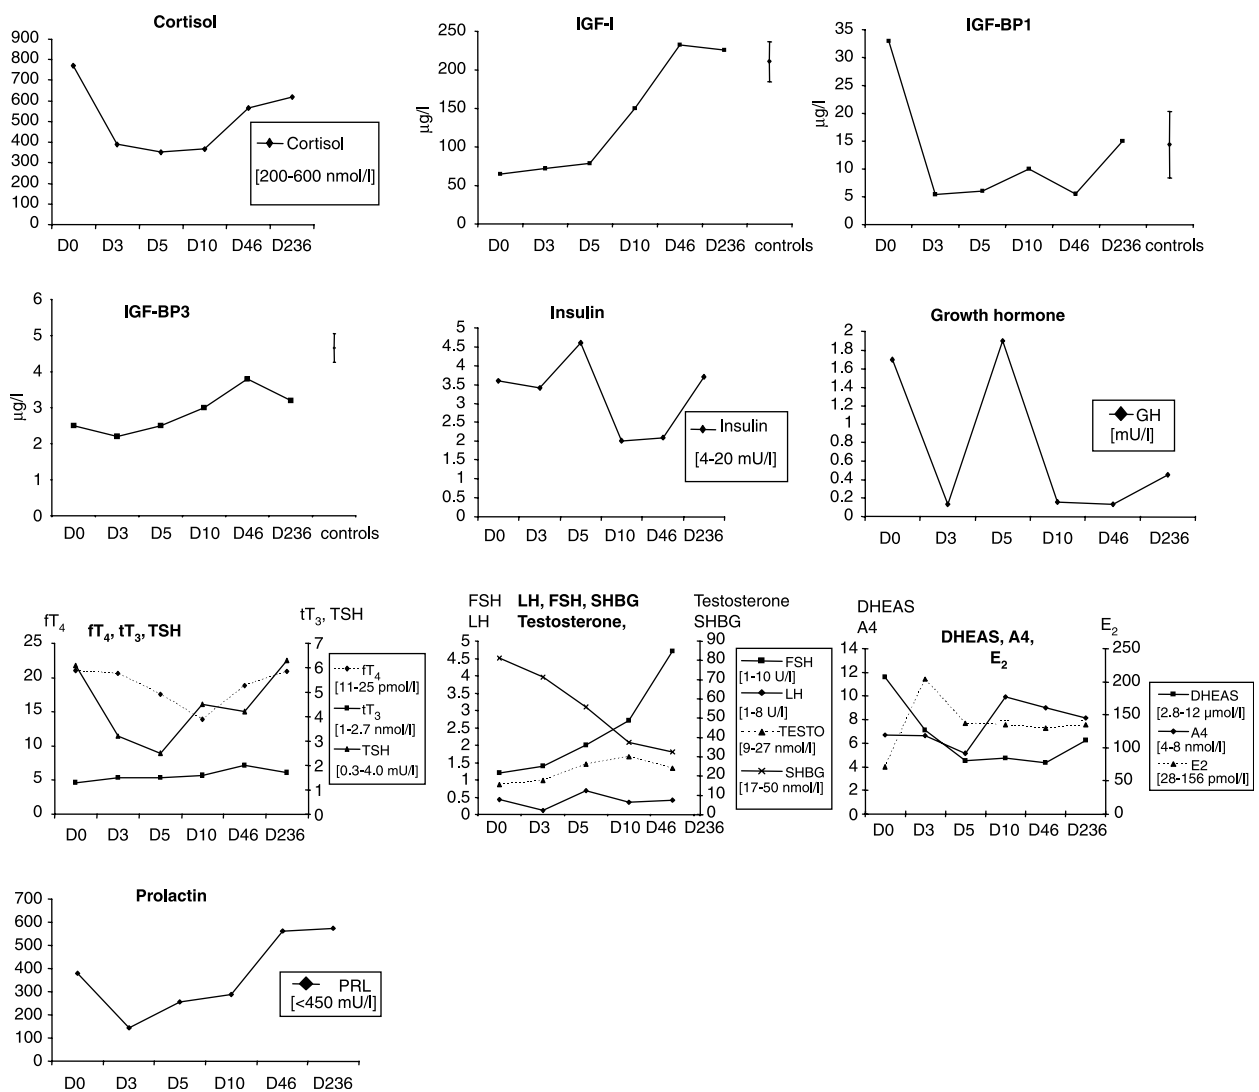 Cortisol
900
800
700
600
500
400
300
200
100
0
D0 D3 D5 D10 D46 D236
Cortisol
[200-600 nmol/l]
IGF-I
µg/l
250
200
150
100
50
0
D0 D3 D5 D10 D46 D236 controls
IGF-BP1
µg/l
35
30
25
20
15
10
5
0
D0 D3 D5 D10 D46 D236 controls
IGF-BP3
µg/l
6
5
4
3
2
1
0
D0 D3 D5 D10 D46 D236 controls
Insulin
5
4.5
4
3.5
3
2.5
2
1.5
1
0.5
0
D0 D3 D5 D10 D46 D236
Insulin
[4-20 mU/l]
Growth hormone
2
1.8
1.6
1.4
1.2
1
0.8
0.6
0.4
0.2
0
D0 D3 D5 D10 D46 D236
GH
[mU/l]
fT4
fT4, tT3, TSH
tT3, TSH
25
20
15
10
5
0
7
6
5
4
3
2
1
0
D0 D3 D5 D10 D46 D236
fT4
[11-25 pmol/l]
tT3
[1-2.7 nmol/l]
TSH
[0.3-4.0 mU/l]
FSH
LH
LH, FSH, SHBG
Testosterone,
Testosterone
SHBG
5
4.5
4
3.5
3
2.5
2
1.5
1
0.5
0
90
80
70
60
50
40
30
20
10
0
D0 D3 D5 D10 D46 D236
FSH
[1-10 U/l]
LH
[1-8 U/l]
TESTO
[9-27 nmol/l]
SHBG
[17-50 nmol/l]
DHEAS
A4
DHEAS, A4,
E2
E2
14
12
10
8
6
4
2
0
250
200
150
100
50
0
D0 D3 D5 D10 D46 D236
DHEAS
[2.8-12 µmol/l]
A4
[4-8 nmol/l]
E2
[28-156 pmol/l]
Prolactin
700
600
500
400
300
200
100
0
D0 D3 D5 D10 D46 D236
PRL
[<450 mU/l]